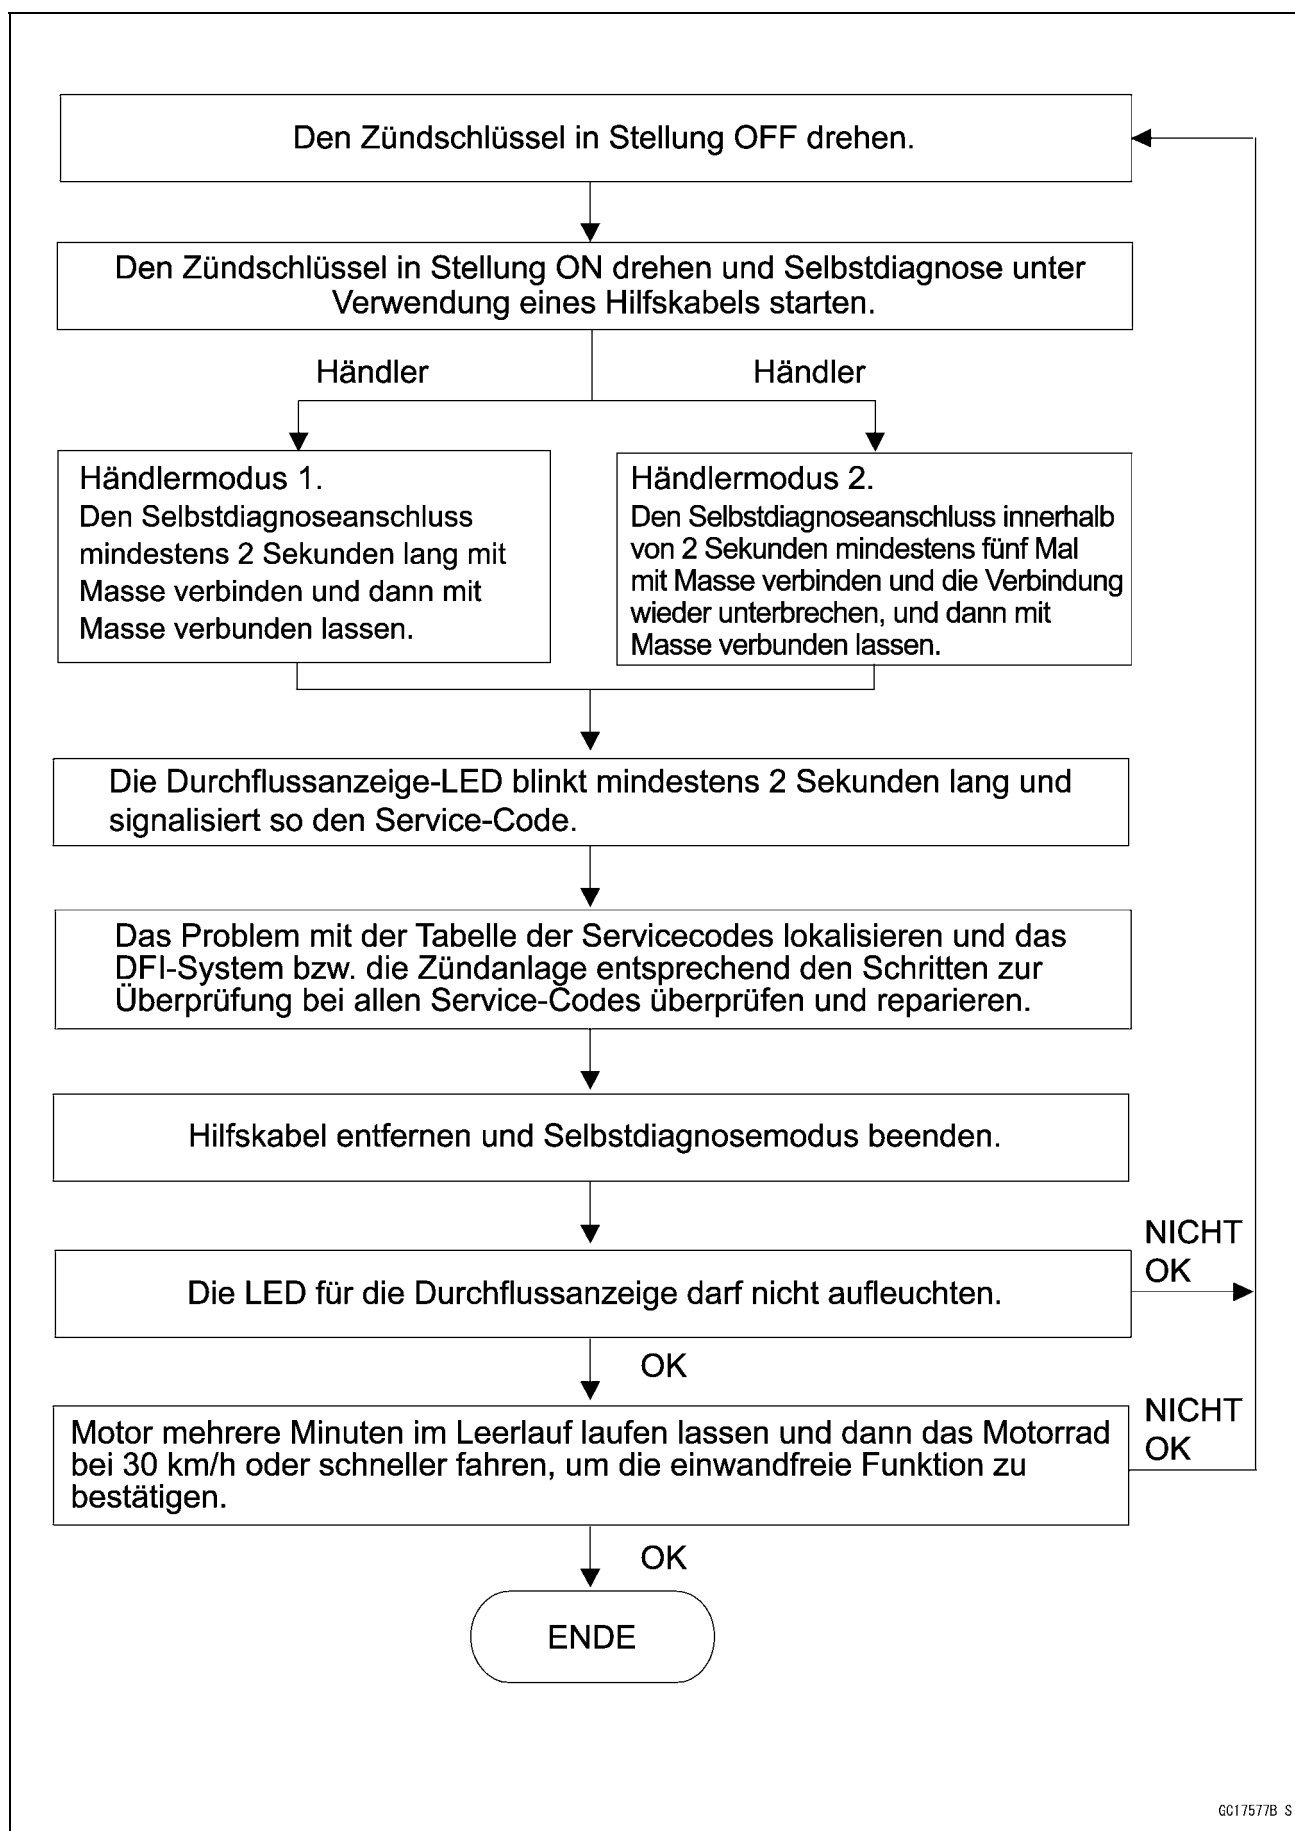 Den Zündschlüssel in Stellung OFF drehen.
Den Zündschlüssel in Stellung ON drehen und Selbstdiagnose unter
Verwendung eines Hilfskabels starten.
Händler
Händler
Händlermodus 1.
Den Selbstdiagnoseanschluss
mindestens 2 Sekunden lang mit
Masse verbinden und dann mit
Masse verbunden lassen.
Händlermodus 2.
Den Selbstdiagnoseanschluss innerhalb
von 2 Sekunden mindestens fünf Mal
mit Masse verbinden und die Verbindung
wieder unterbrechen, und dann mit
Masse verbunden lassen.
Die Durchflussanzeige-LED blinkt mindestens 2 Sekunden lang und
signalisiert so den Service-Code.
Das Problem mit der Tabelle der Servicecodes lokalisieren und das
DFI-System bzw. die Zündanlage entsprechend den Schritten zur
Überprüfung bei allen Service-Codes überprüfen und reparieren.
Hilfskabel entfernen und Selbstdiagnosemodus beenden.
NICHT
OK
Die LED für die Durchflussanzeige darf nicht aufleuchten.
OK
NICHT
OK
Motor mehrere Minuten im Leerlauf laufen lassen und dann das Motorrad
bei 30 km/h oder schneller fahren, um die einwandfreie Funktion zu
bestätigen.
OK
ENDE
GC17577B S